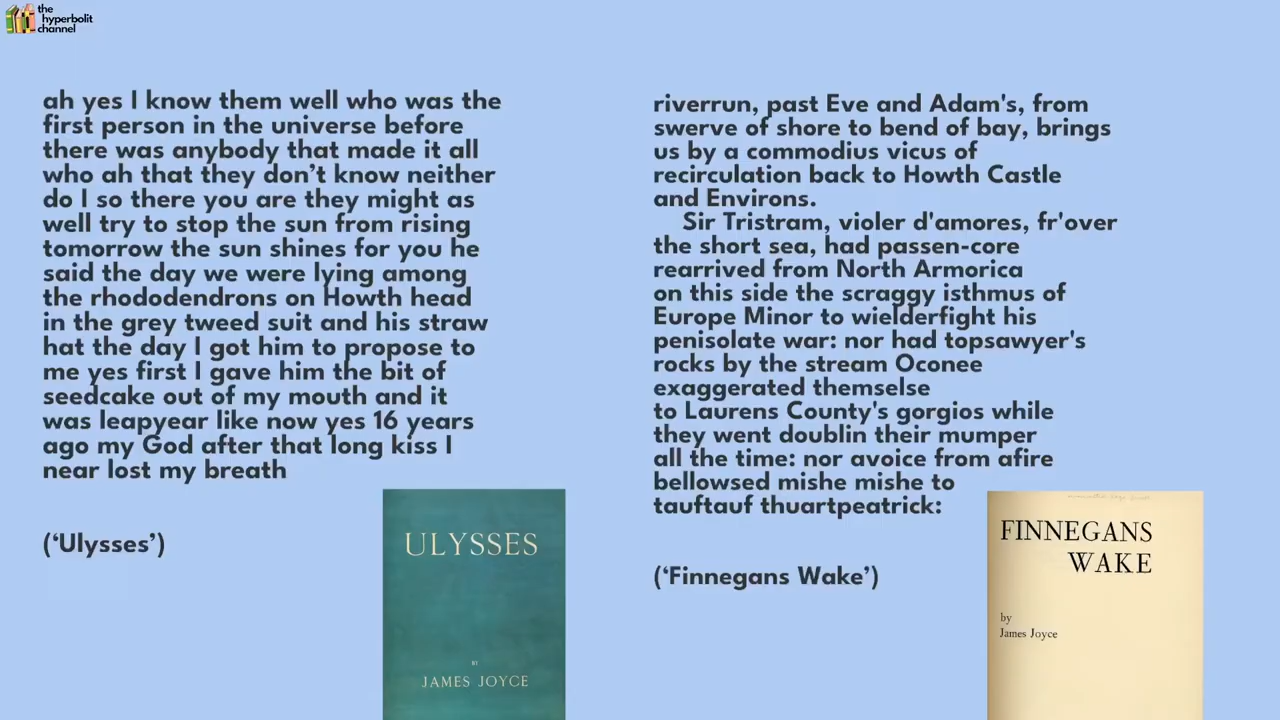 the
hyperbolit
channel
ah yes I know them well who was the
first person in the universe before
there was anybody that made it all
who ah that they don’t know neither
do I so there you are they might as
well try to stop the sun from rising
tomorrow the sun shines for you he
said the day we were lying among
the rhododendrons on Howth head
in the grey tweed suit and his straw
hat the day I got him to propose to
me yes first I gave him the bit of
seedcake out of my mouth and it
was leapyear like now yes 16 years
ago my God after that long kiss I
near lost my breath
(‘Ulysses’)
ULYSSES
BY
JAMES JOYCE
riverrun, past Eve and Adam's, from
swerve of shore to bend of bay, brings
us by a commodius vicus of
recirculation back to Howth Castle
and Environs.
Sir Tristram, violer d'amores, fr'over
the short sea, had passen-core
rearrived from North Armorica
on this side the scraggy isthmus of
Europe Minor to wielderfight his
penisolate war: nor had topsawyer's
rocks by the stream Oconee
exaggerated themselse
to Laurens County's gorgios while
they went doublin their mumper
all the time: nor avoice from afire
bellowsed mishe mishe to
tauftauf thuartpeatrick:
(‘Finnegans Wake’)
FINNEGANS
WAKE
by
James Joyce